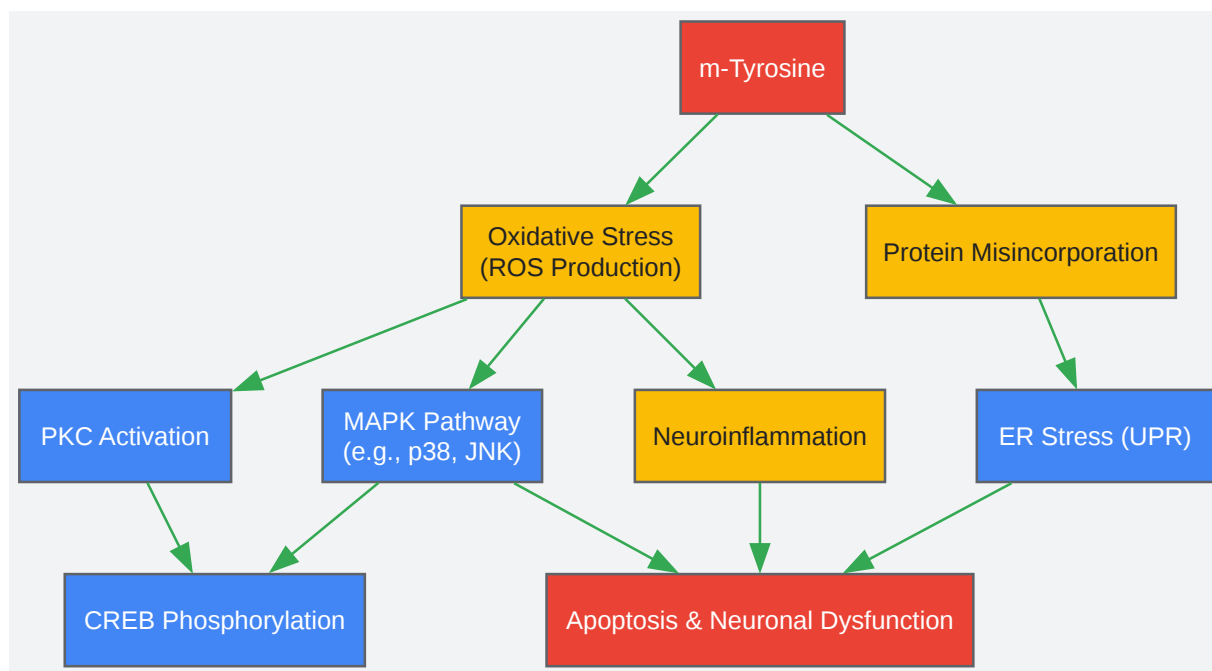 m-Tyrosine
Oxidative Stress
(ROS Production)
Protein Misincorporation
PKC Activation
MAPK Pathway
(e.g., p38, JNK)
Neuroinflammation
ER Stress (UPR)
CREB Phosphorylation
Apoptosis & Neuronal Dysfunction